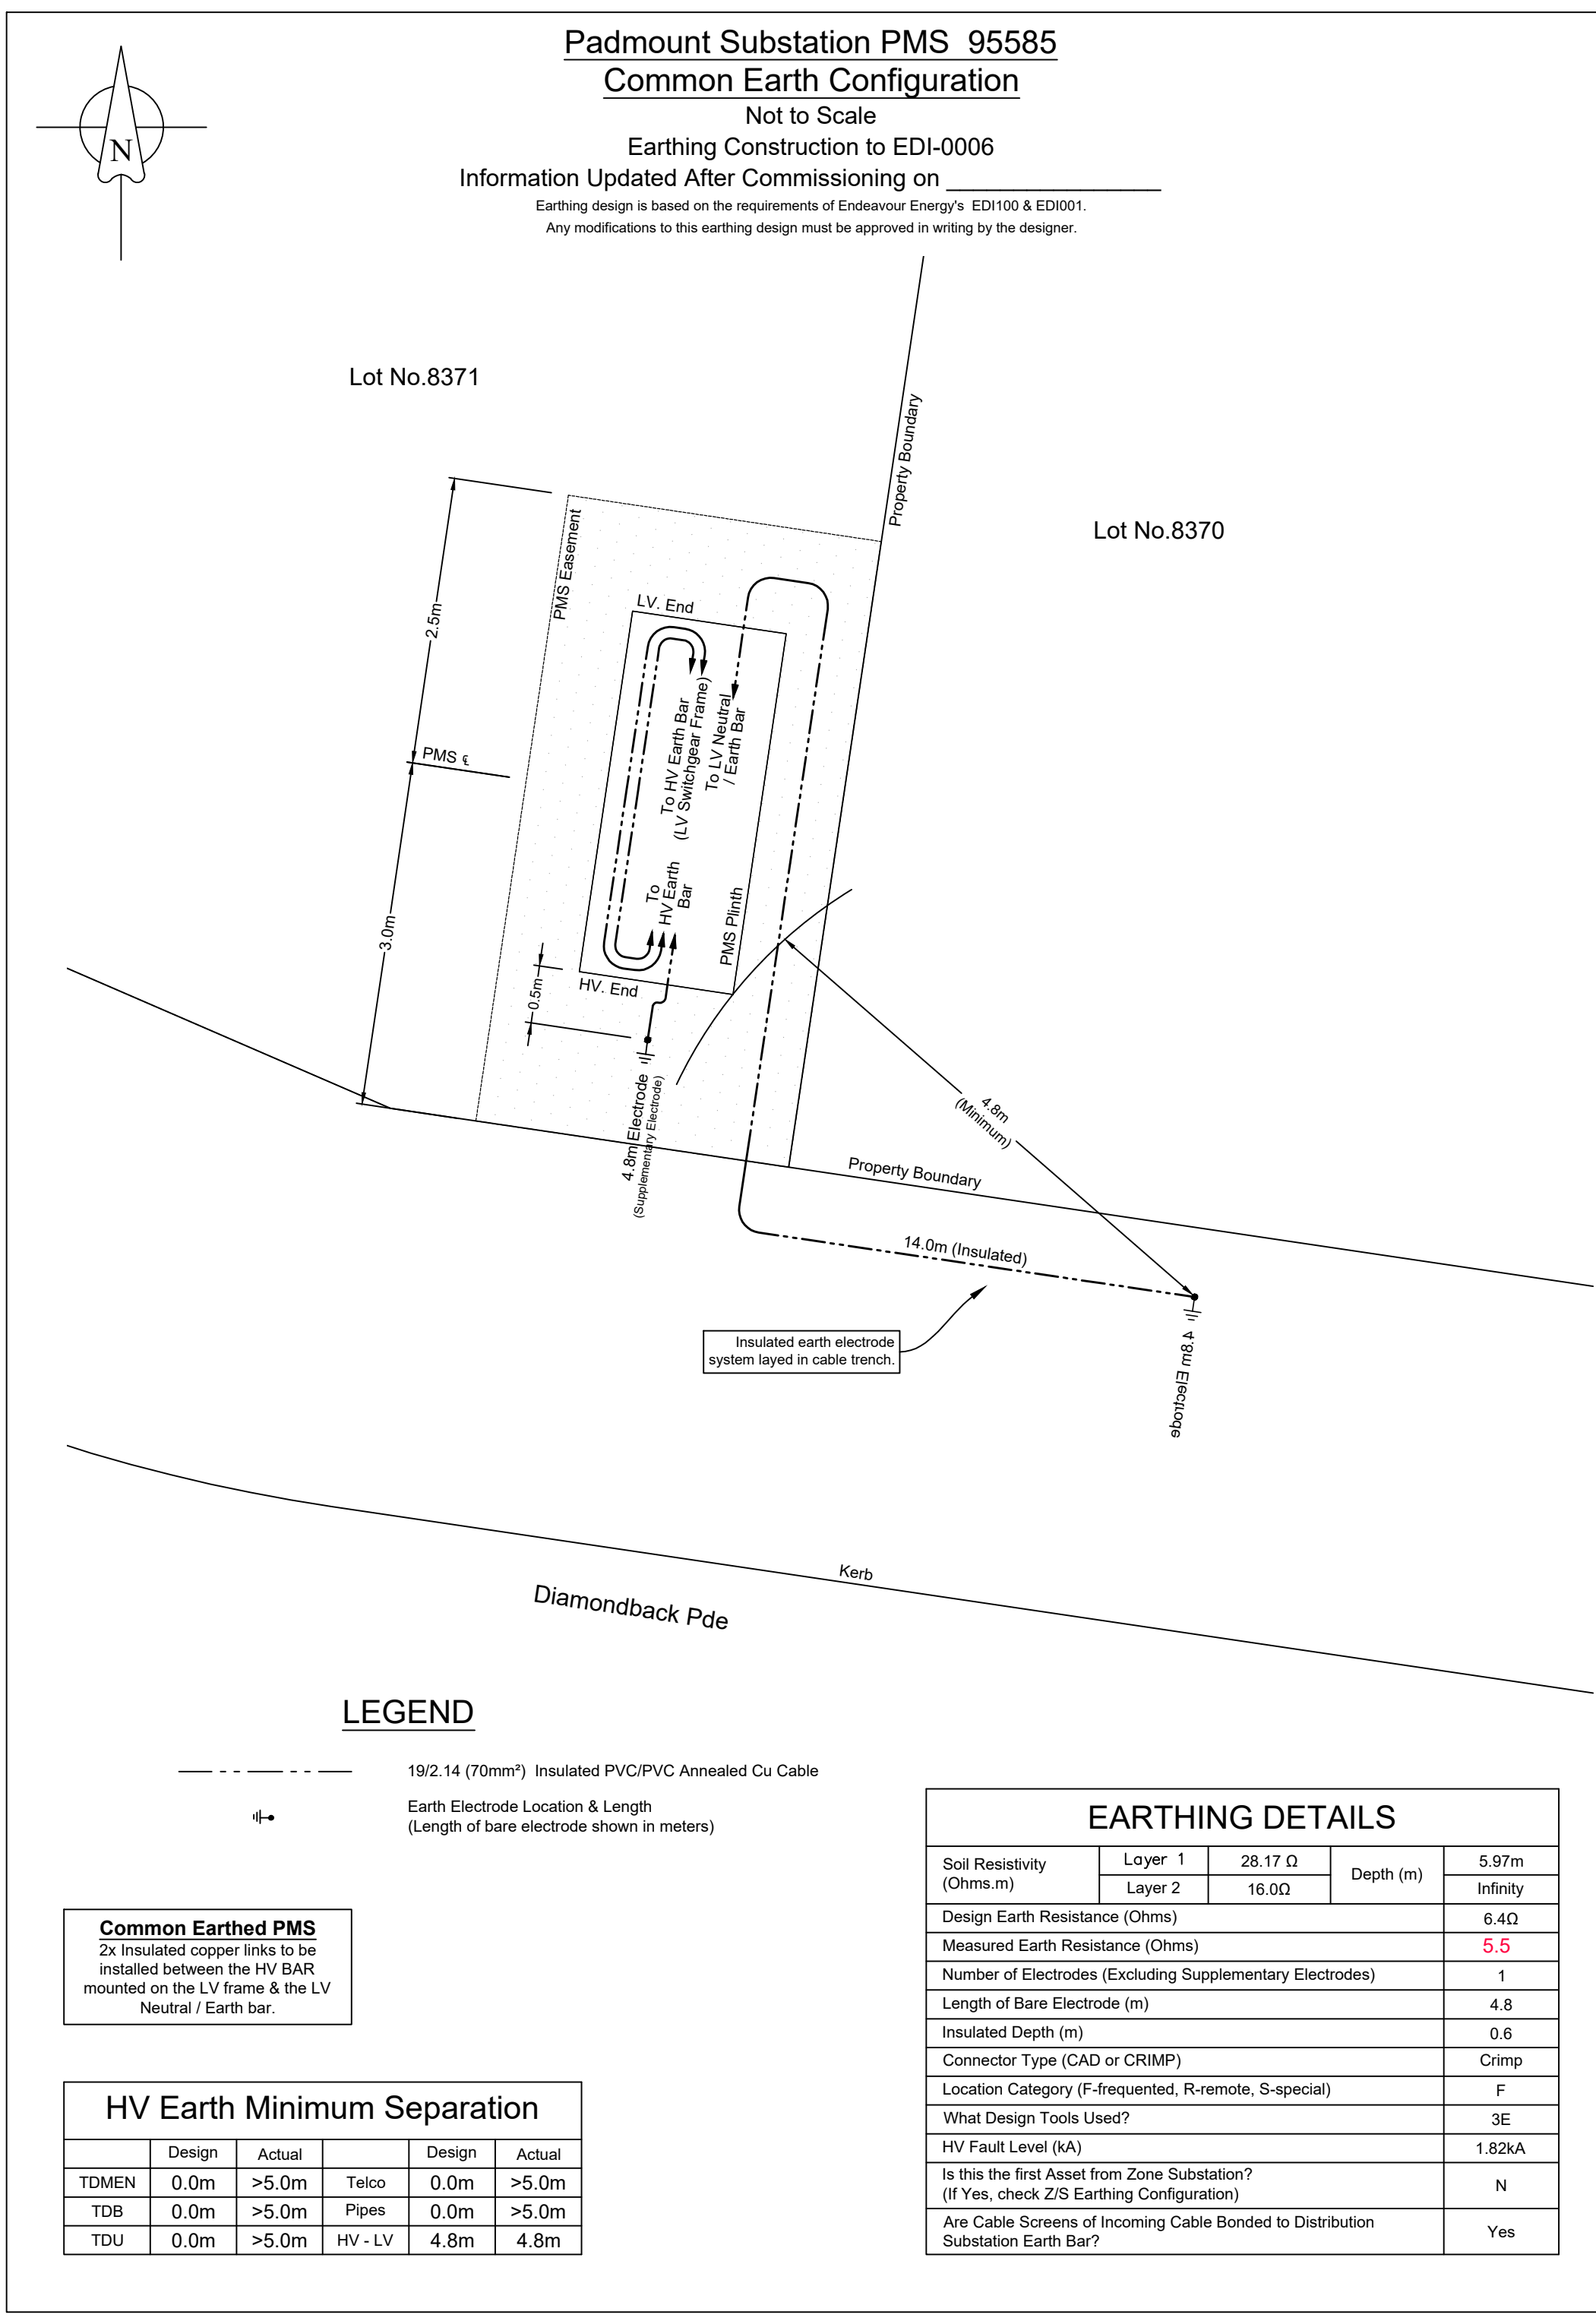 Padmount Substation PMS  95585
Common Earth Configuration
Not to Scale
Earthing Construction to EDI-0006
Information Updated After Commissioning on ________________
Earthing design is based on the requirements of Endeavour Energy's  EDI100 & EDI001.
Any modifications to this earthing design must be approved in writing by the designer.
N
Lot No.8371
Property Boundary
Lot No.8370
PMS Easement
2.5m
LV. End
To HV Earth Bar
(LV Switchgear Frame)
To LV Neutral
/ Earth Bar
PMS ℄
3.0m
To
HV Earth
Bar
PMS Plinth
HV. End
0.5m
4.8m Electrode
(Supplementary Electrode)
4.8m
(Minimum)
Property Boundary
14.0m (Insulated)
Insulated earth electrode
system layed in cable trench.
4.8m Electrode
Kerb
Diamondback Pde
LEGEND
19/2.14 (70mm²)  Insulated PVC/PVC Annealed Cu Cable
Earth Electrode Location & Length
(Length of bare electrode shown in meters)
Common Earthed PMS
2x Insulated copper links to be
installed between the HV BAR
mounted on the LV frame & the LV
Neutral / Earth bar.
HV Earth Minimum Separation
Design Actual Design Actual
TDMEN 0.0m >5.0m Telco 0.0m >5.0m
TDB 0.0m >5.0m Pipes 0.0m >5.0m
TDU 0.0m >5.0m HV - LV 4.8m 4.8m
EARTHING DETAILS
Soil Resistivity
(Ohms.m)
Layer 1 28.17 Ω Depth (m) 5.97m
Layer 2 16.0Ω Infinity
Design Earth Resistance (Ohms) 6.4Ω
Measured Earth Resistance (Ohms) 5.5
Number of Electrodes (Excluding Supplementary Electrodes) 1
Length of Bare Electrode (m) 4.8
Insulated Depth (m) 0.6
Connector Type (CAD or CRIMP) Crimp
Location Category (F-frequented, R-remote, S-special) F
What Design Tools Used? 3E
HV Fault Level (kA) 1.82kA
Is this the first Asset from Zone Substation?
(If Yes, check Z/S Earthing Configuration) N
Are Cable Screens of Incoming Cable Bonded to Distribution
Substation Earth Bar? Yes